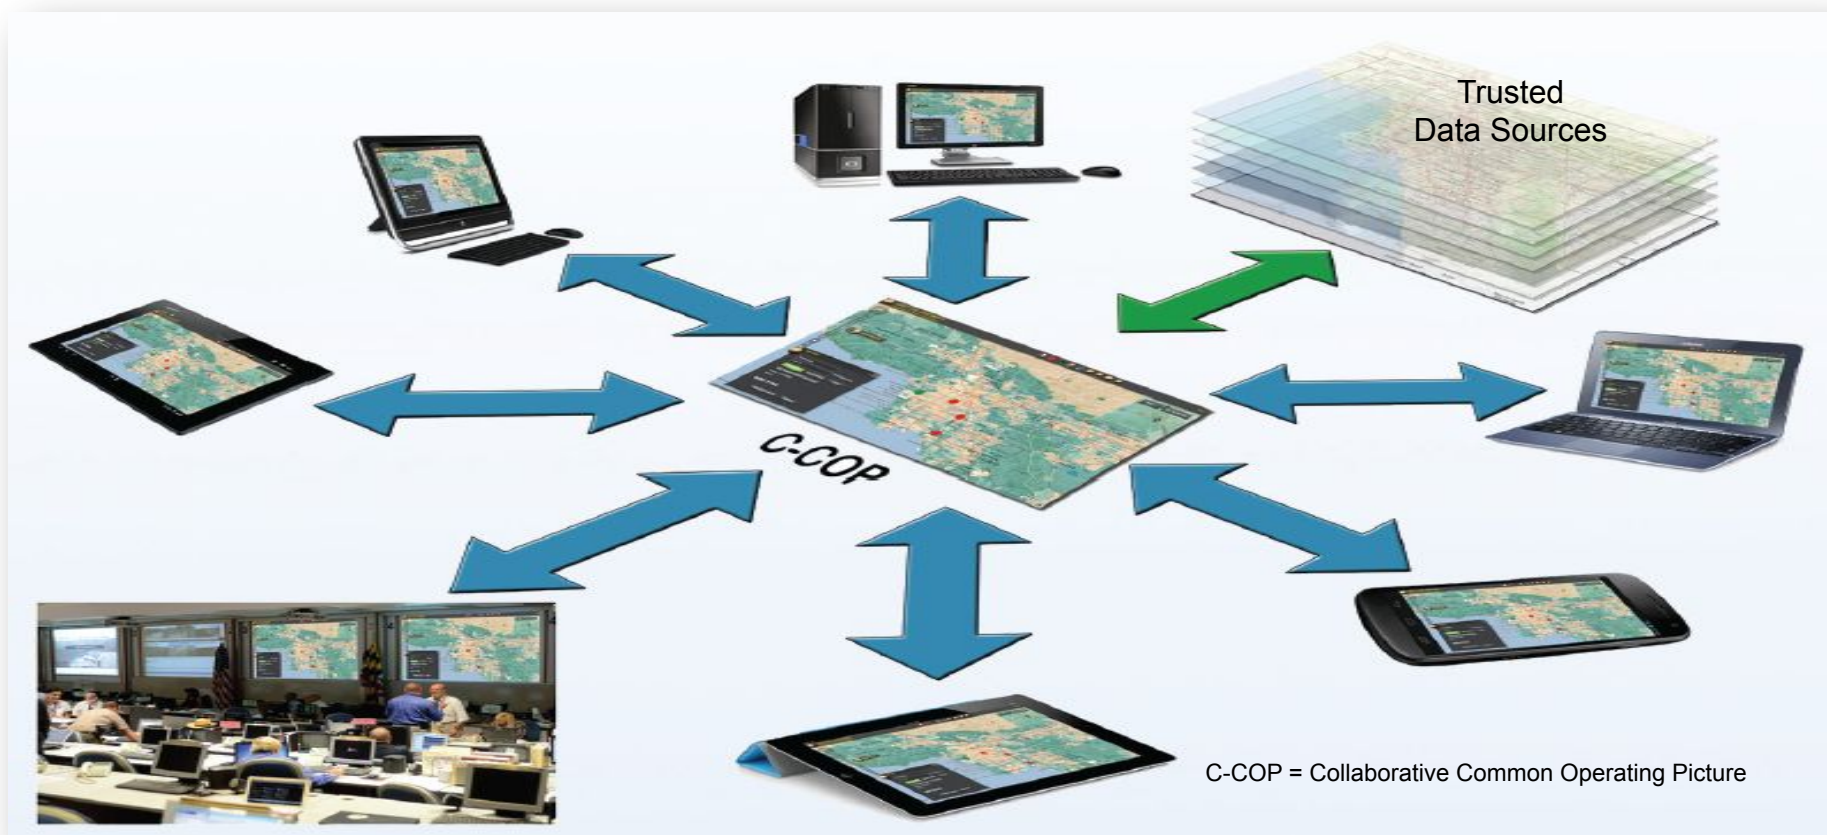 Trusted
Data Sources
C-COP
C-COP = Collaborative Common Operating Picture